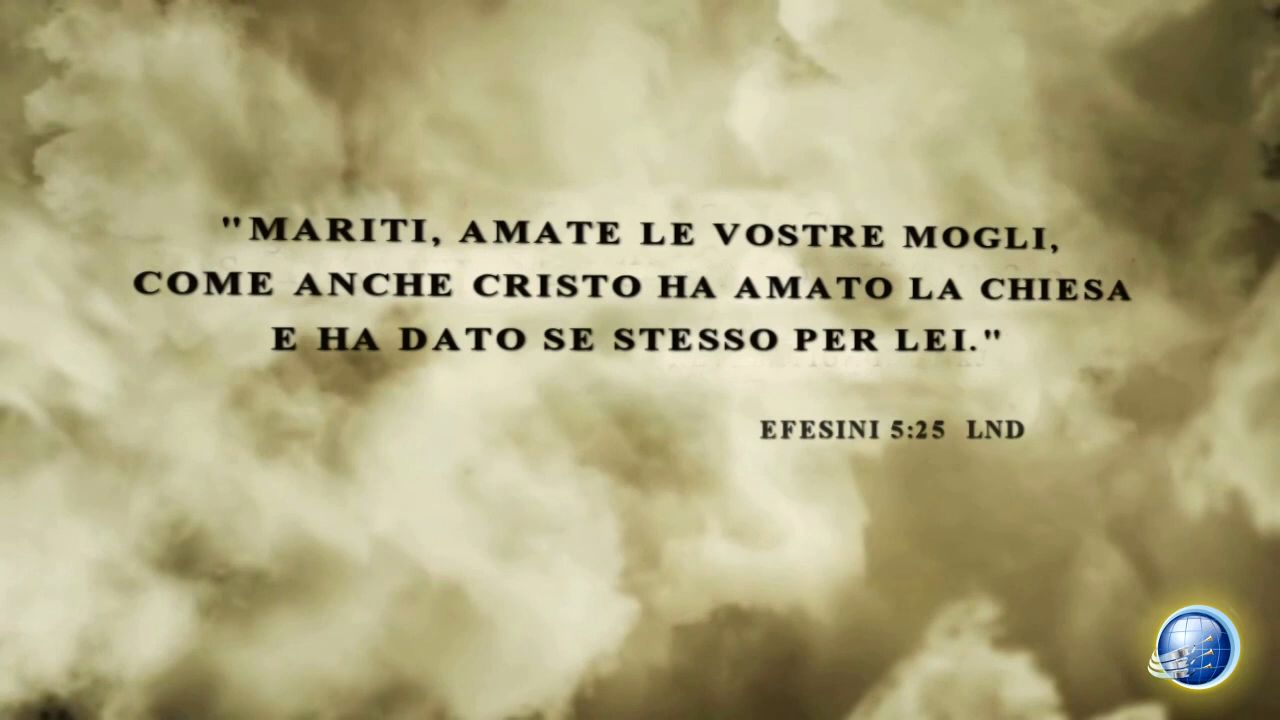 "MARITI, AMATE LE VOSTRE MOGLI,
COME ANCHE CRISTO HA AMATO LA CHIESA
E HA DATO SE STESSO PER LEI."
EFESINI 5:25 LND